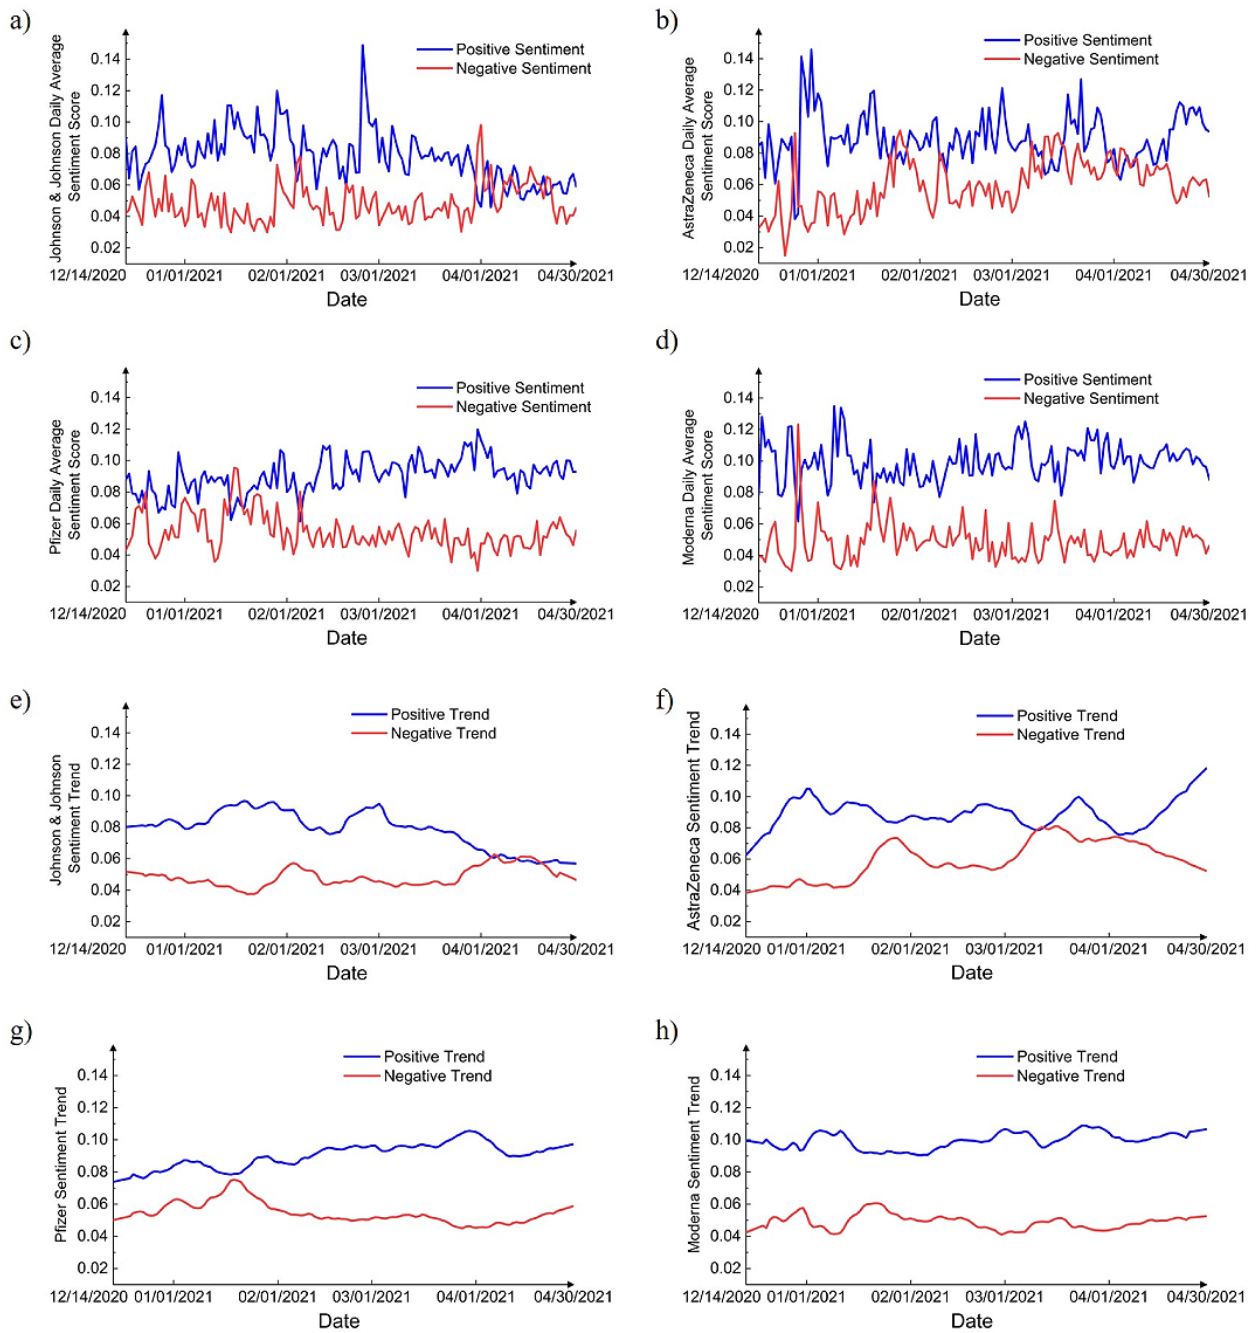 a)
Johnson & Johnson Daily Average
Sentiment Score
Positive Sentiment
Negative Sentiment
0.14
0.12
0.10
0.08
0.06
0.04
0.02
12/14/2020
01/01/2021
02/01/2021
03/01/2021
04/01/2021
04/30/2021
Date
b)
AstraZeneca Daily Average
Sentiment Score
Positive Sentiment
Negative Sentiment
0.14
0.12
0.10
0.08
0.06
0.04
0.02
12/14/2020
01/01/2021
02/01/2021
03/01/2021
04/01/2021
04/30/2021
Date
c)
Pfizer Daily Average
Sentiment Score
Positive Sentiment
Negative Sentiment
0.14
0.12
0.10
0.08
0.06
0.04
0.02
12/14/2020
01/01/2021
02/01/2021
03/01/2021
04/01/2021
04/30/2021
Date
d)
Moderna Daily Average
Sentiment Score
Positive Sentiment
Negative Sentiment
0.14
0.12
0.10
0.08
0.06
0.04
0.02
12/14/2020
01/01/2021
02/01/2021
03/01/2021
04/01/2021
04/30/2021
Date
e)
Johnson & Johnson
Sentiment Trend
Positive Trend
Negative Trend
0.14
0.12
0.10
0.08
0.06
0.04
0.02
12/14/2020
01/01/2021
02/01/2021
03/01/2021
04/01/2021
04/30/2021
Date
f)
AstraZeneca Sentiment Trend
Positive Trend
Negative Trend
0.14
0.12
0.10
0.08
0.06
0.04
0.02
12/14/2020
01/01/2021
02/01/2021
03/01/2021
04/01/2021
04/30/2021
Date
g)
Pfizer Sentiment Trend
Positive Trend
Negative Trend
0.14
0.12
0.10
0.08
0.06
0.04
0.02
12/14/2020
01/01/2021
02/01/2021
03/01/2021
04/01/2021
04/30/2021
Date
h)
Moderna Sentiment Trend
Positive Trend
Negative Trend
0.14
0.12
0.10
0.08
0.06
0.04
0.02
12/14/2020
01/01/2021
02/01/2021
03/01/2021
04/01/2021
04/30/2021
Date